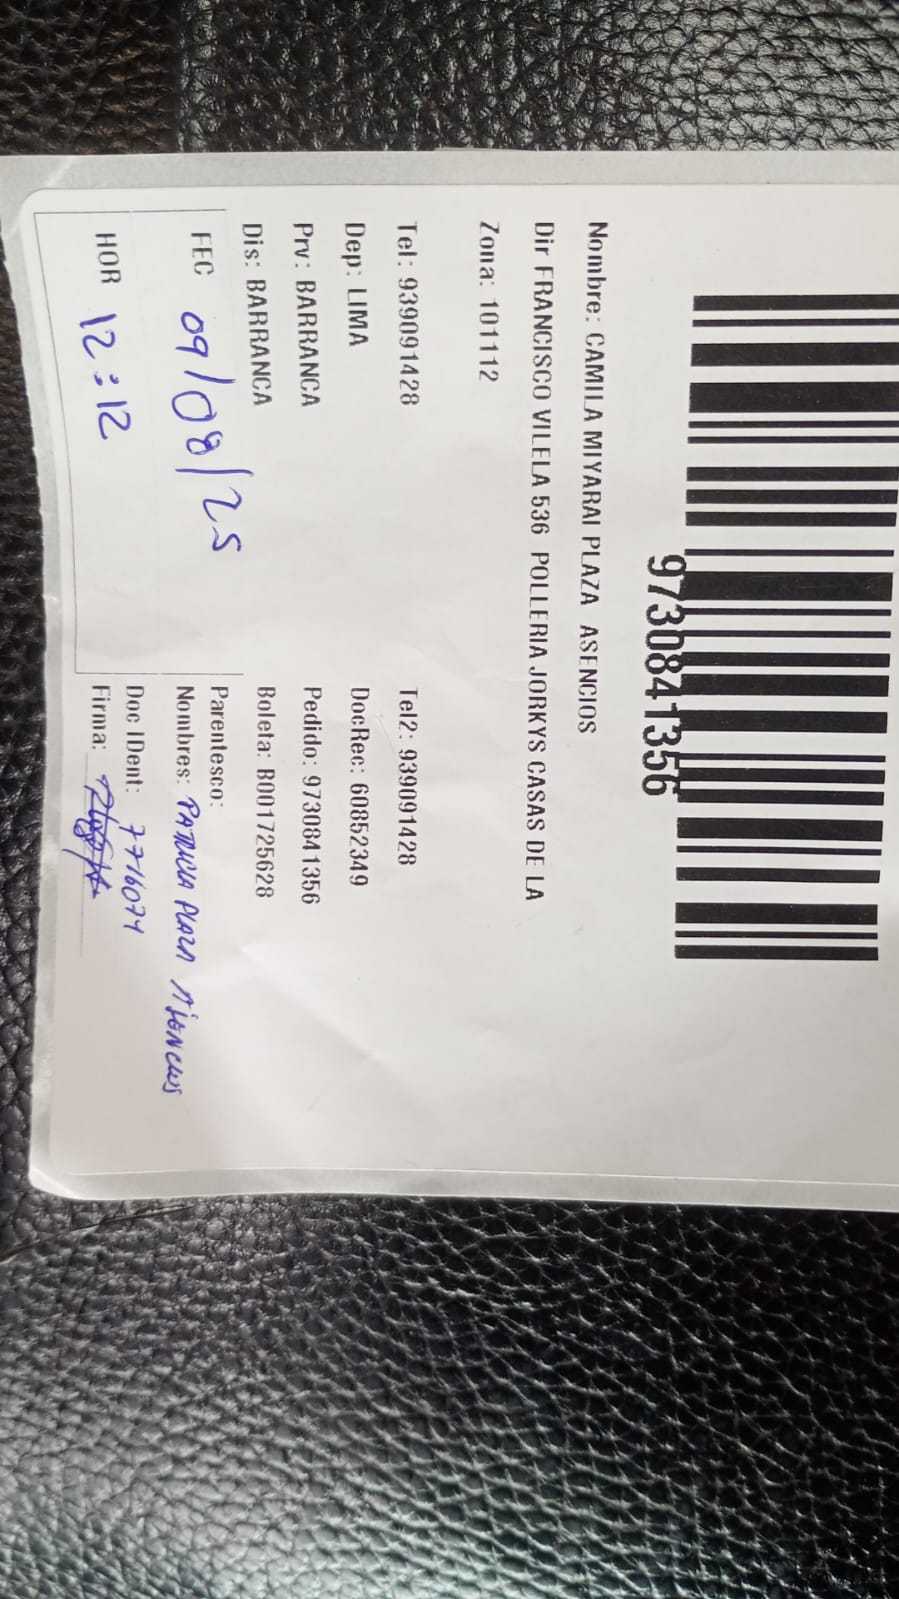 9730841356
Nombre: CAMILA MIYARAI PLAZA ASENCIOS
Dir FRANCISCO VILELA 536 POLLERIA JORKYS CASAS DE LA
Zona: 101112
Tel: 939091428 Tel2: 939091428
Dep: LIMA DocRec: 60852349
Prv: BARRANCA Pedido: 9730841356
Dis: BARRANCA Boleta: B001725628
Parentesco:
FEC 09/08/25 Nombres: PATRICIA PLAZA
Doc IDent: 7716074
HOR 12:12 Firma: